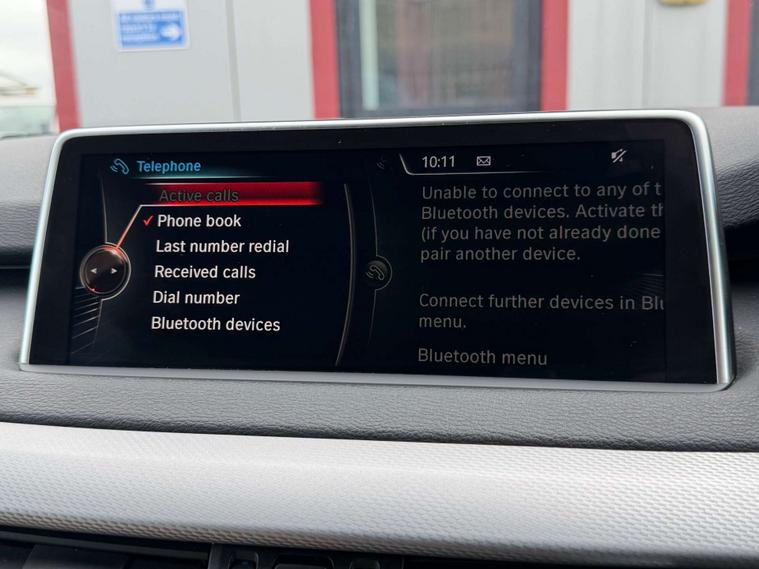 Telephone
10:11
Active calls
Phone book
Last number redial
Received calls
Dial number
Bluetooth devices
Unable to connect to any of t
Bluetooth devices. Activate th
(if you have not already done
pair another device.
Connect further devices in Blu
menu.
Bluetooth menu